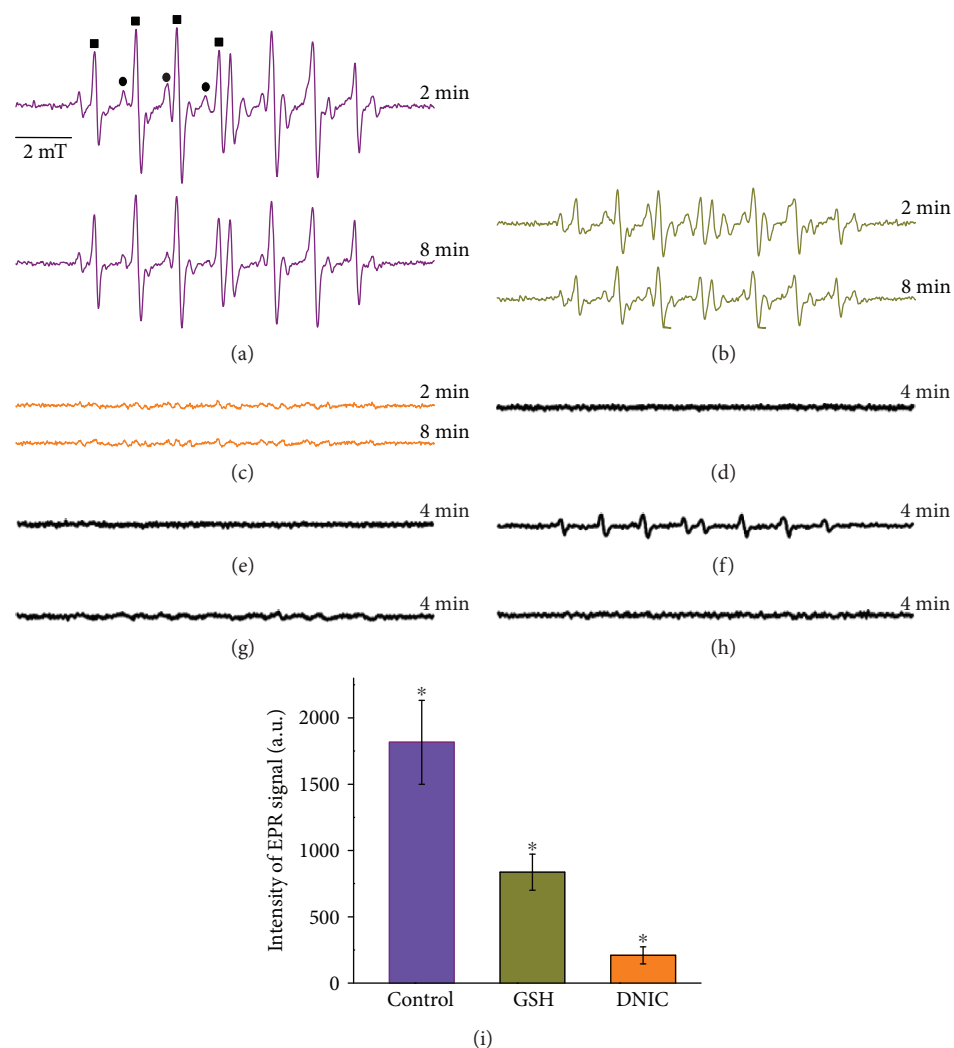 2 min
2 mT
8 min
(a)
2 min
8 min
(b)
2 min
8 min
(c)
4 min
(d)
4 min
(e)
4 min
(f)
4 min
(g)
4 min
(h)
Intensity of EPR signal (a.u.)
2000
1500
1000
500
0
*
*
*
Control GSH DNIC
(i)